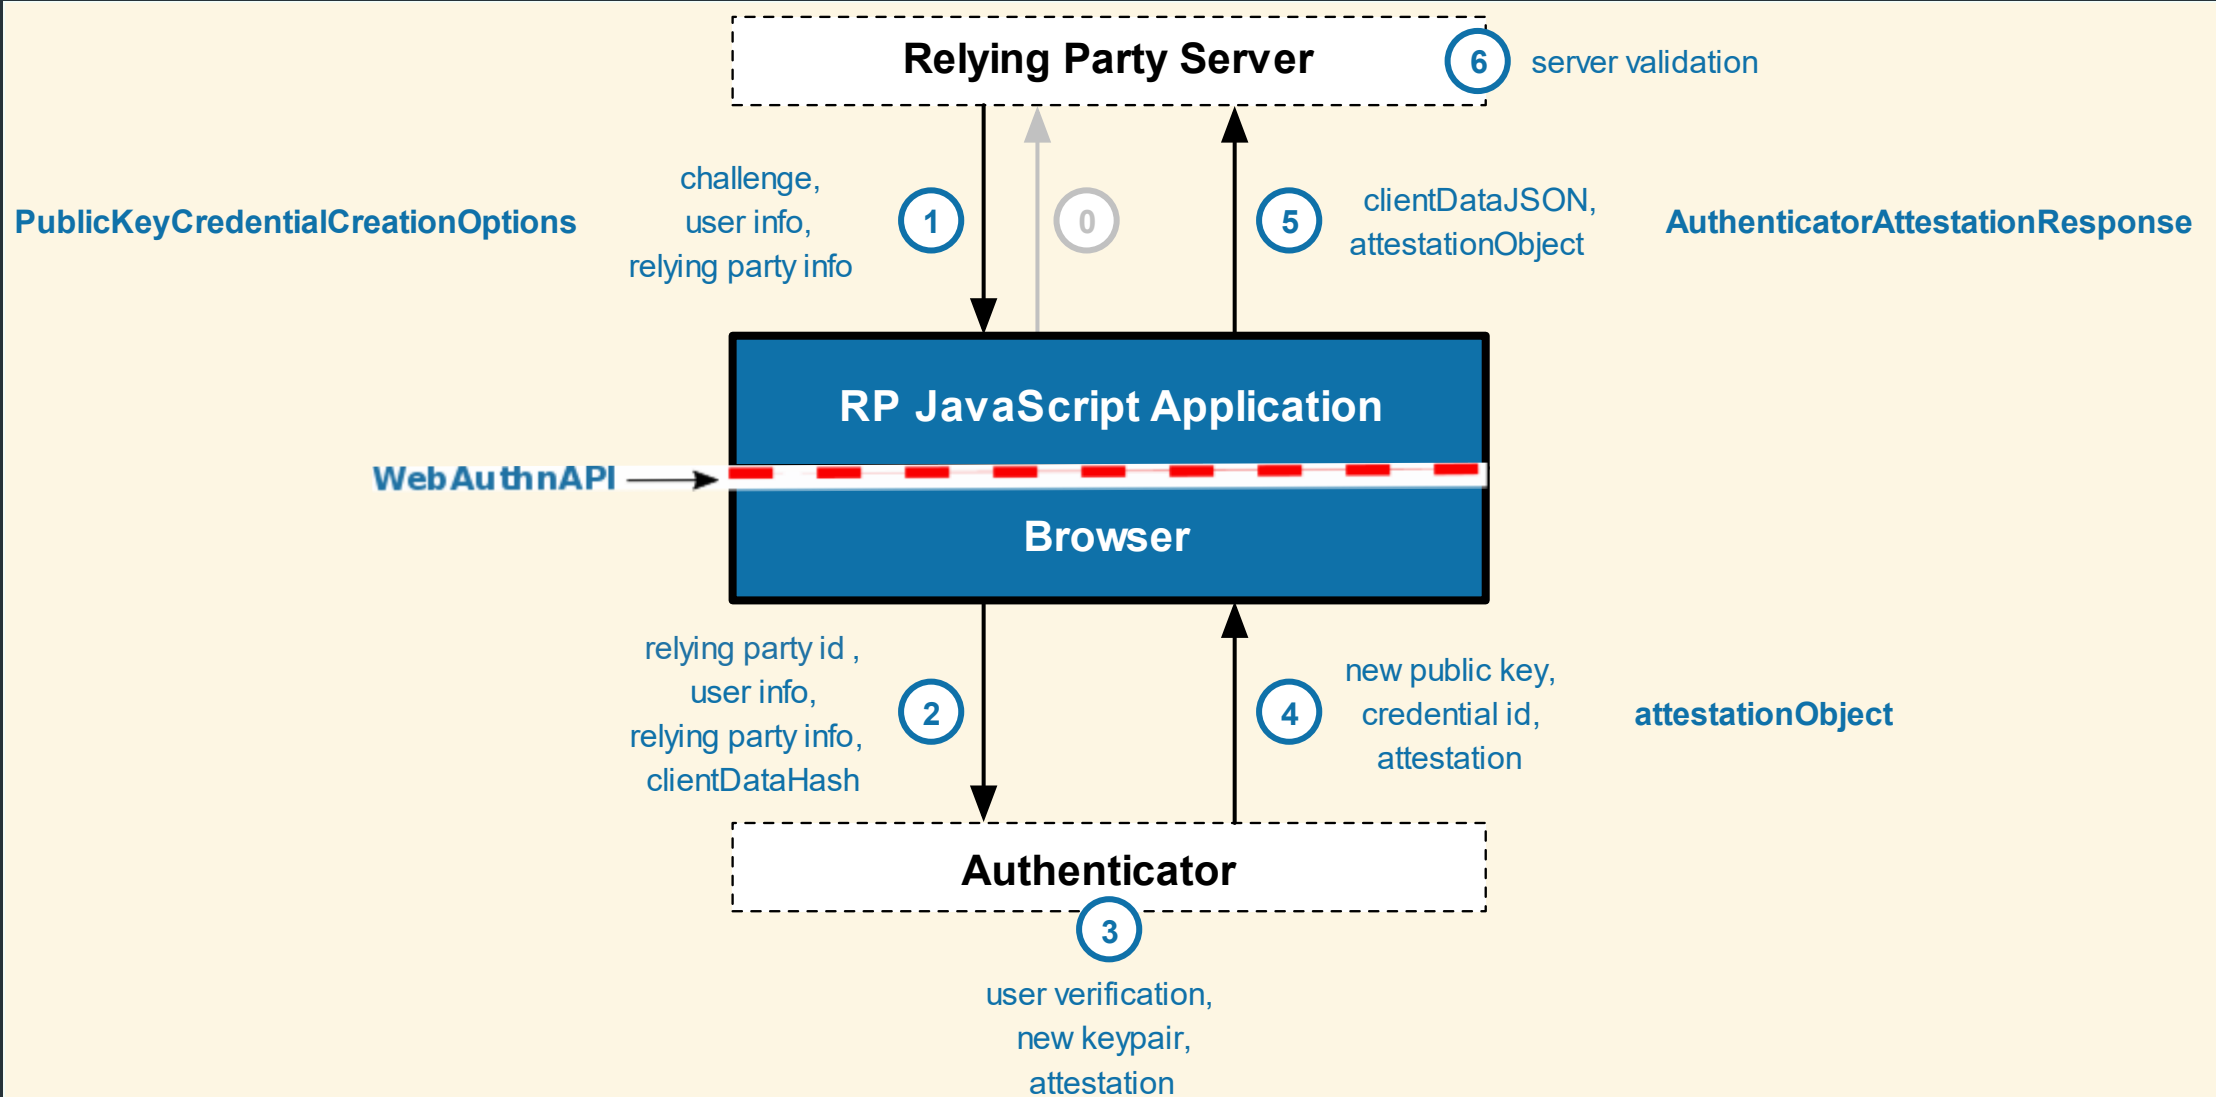 Relying Party Server
6
server validation
challenge,
user info,
relying party info
PublicKeyCredentialCreationOptions
1
0
5
clientDataJSON,
attestationObject
AuthenticatorAttestationResponse
RP JavaScript Application
WebAuthnAPI
Browser
relying party id ,
user info,
relying party info,
clientDataHash
2
4
new public key,
credential id,
attestation
attestationObject
Authenticator
3
user verification,
new keypair,
attestation